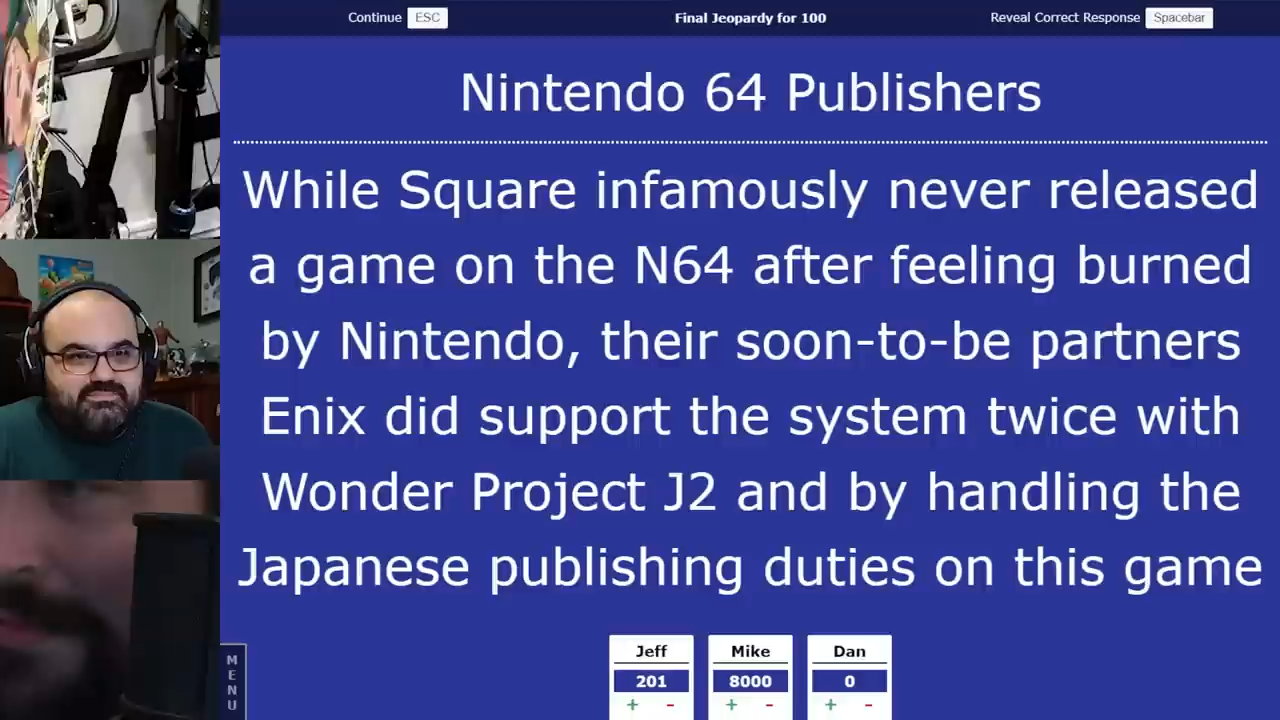 Continue ESC Final Jeopardy for 100 Reveal Correct Response Spacebar
Nintendo 64 Publishers
While Square infamously never released
a game on the N64 after feeling burned
by Nintendo, their soon-to-be partners
Enix did support the system twice with
Wonder Project J2 and by handling the
Japanese publishing duties on this game
MENU
Jeff Mike Dan
201 8000 0
+ - + - + -